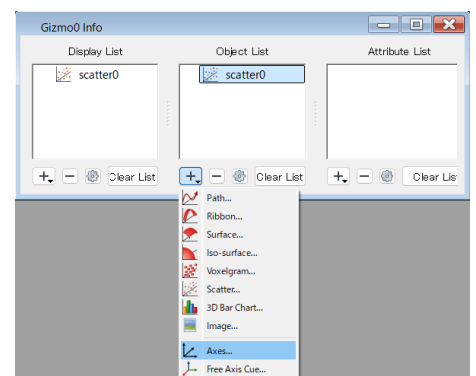 Gizmo0 Info
Display List Object List Attribute List
scatter0 scatter0
Clear List Clear List Clear Lis
Path...
Ribbon...
Surface...
Iso-surface...
Voxelgram...
Scatter...
3D Bar Chart...
Image...
Axes...
Free Axis Cue...